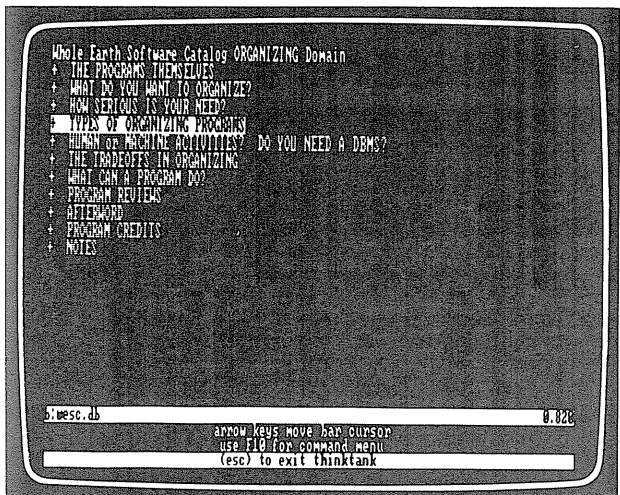 Whole Earth Software Catalog ORGANIZING Domain
+ THE PROGRAMS THEMSELVES
+ WHAT DO YOU WANT TO ORGANIZE?
+ HOW SERIOUS IS YOUR NEED?
+ TYPES OF ORGANIZING PROGRAMS
+ HUMAN or MACHINE ACTIVITIES? DO YOU NEED A DBMS?
+ THE TRADEOFFS IN ORGANIZING
+ WHAT CAN A PROGRAM DO?
+ PROGRAM REVIEWS
+ AFTERWORD
+ PROGRAM CREDITS
+ NOTES
b:wesc.db 0.820
arrow keys move bar cursor
use F10 for command menu
(esc) to exit thinktank